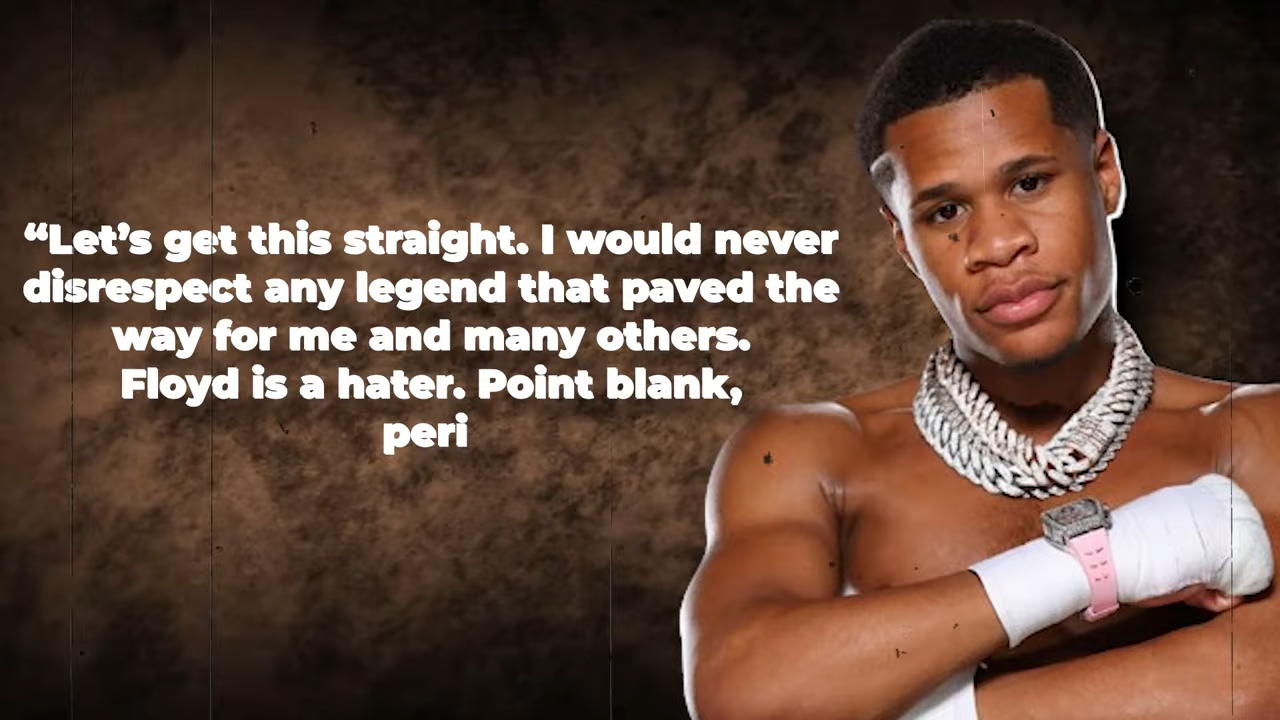 “Let’s get this straight. I would never
disrespect any legend that paved the
way for me and many others.
Floyd is a hater. Point blank,
peri